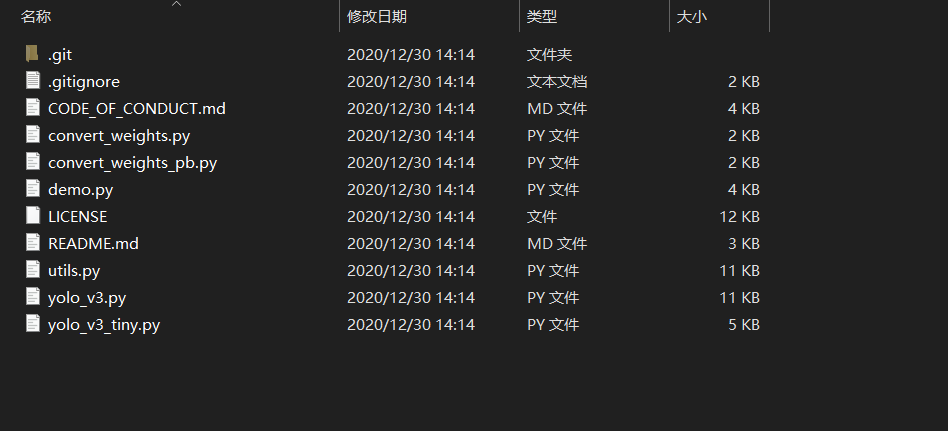 名称 修改日期 类型 大小
.git 2020/12/30 14:14 文件夹
.gitignore 2020/12/30 14:14 文本文档 2 KB
CODE_OF_CONDUCT.md 2020/12/30 14:14 MD 文件 4 KB
convert_weights.py 2020/12/30 14:14 PY 文件 2 KB
convert_weights_pb.py 2020/12/30 14:14 PY 文件 2 KB
demo.py 2020/12/30 14:14 PY 文件 4 KB
LICENSE 2020/12/30 14:14 文件 12 KB
README.md 2020/12/30 14:14 MD 文件 3 KB
utils.py 2020/12/30 14:14 PY 文件 11 KB
yolo_v3.py 2020/12/30 14:14 PY 文件 11 KB
yolo_v3_tiny.py 2020/12/30 14:14 PY 文件 5 KB